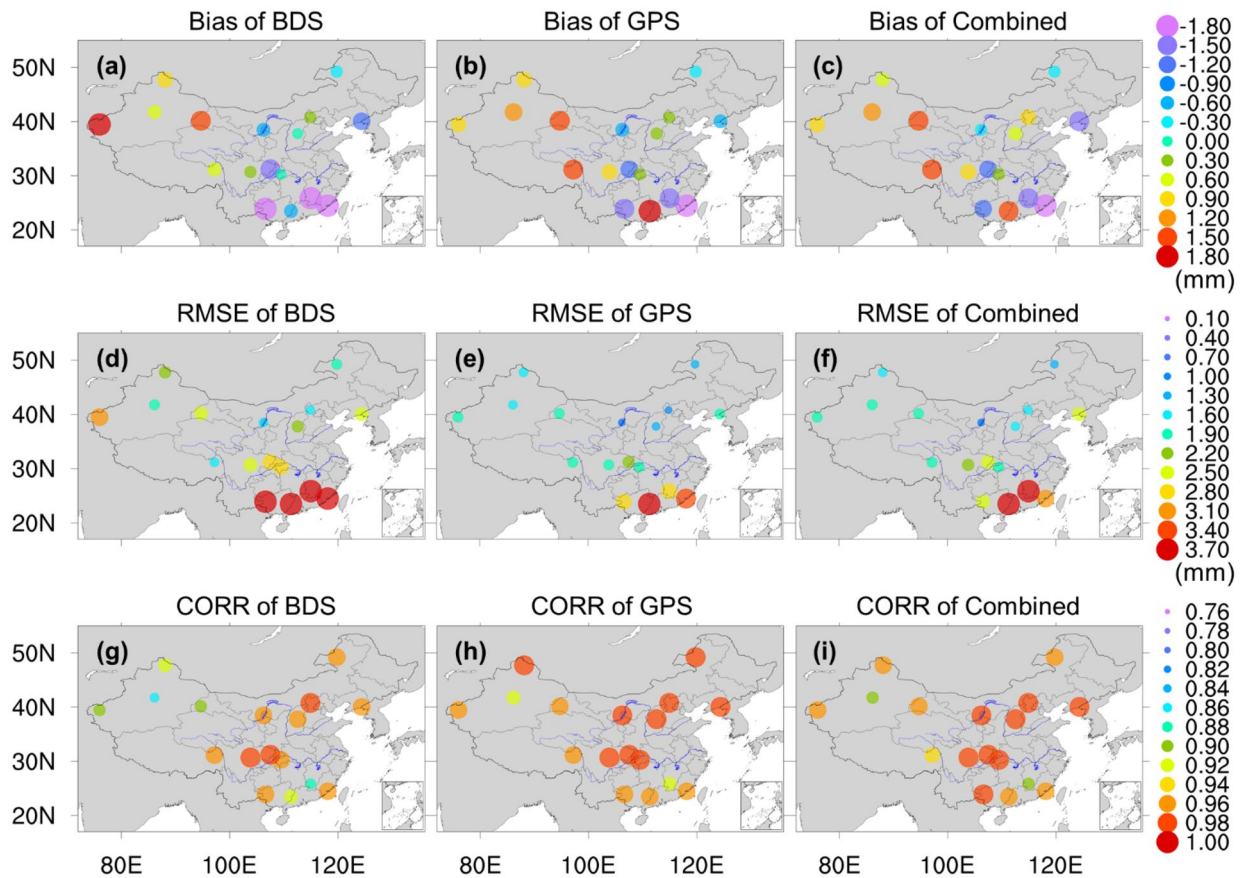 Bias of BDS Bias of GPS Bias of Combined
-1.80
-1.50
-1.20
-0.90
-0.60
-0.30
0.00
0.30
0.60
0.90
1.20
1.50
1.80
(mm)
50N (a) (b) (c)
40N
30N
20N
RMSE of BDS RMSE of GPS RMSE of Combined
0.10
0.40
0.70
1.00
1.30
1.60
1.90
2.20
2.50
2.80
3.10
3.40
3.70
(mm)
50N (d) (e) (f)
40N
30N
20N
CORR of BDS CORR of GPS CORR of Combined
0.76
0.78
0.80
0.82
0.84
0.86
0.88
0.90
0.92
0.94
0.96
0.98
1.00
50N (g) (h) (i)
40N
30N
20N
80E 100E 120E 80E 100E 120E 80E 100E 120E